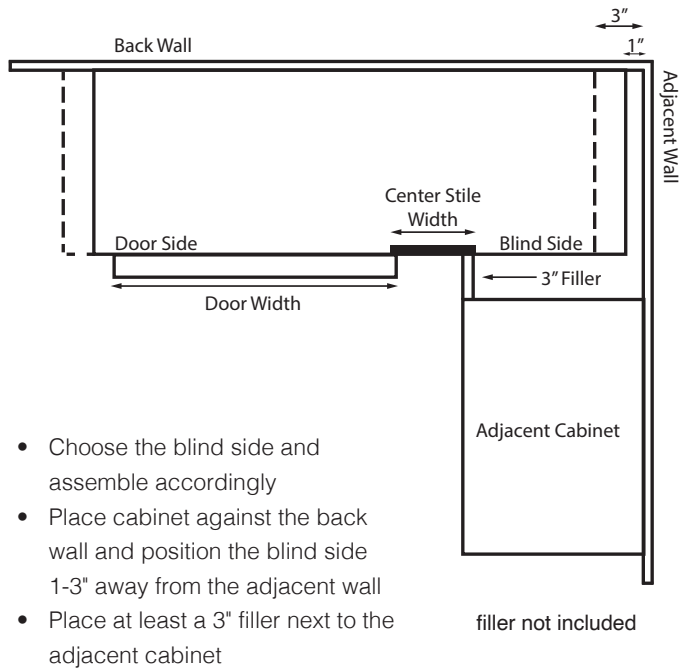 3"
1"
Back Wall
Adjacent Wall
Center Stile
Width
Door Side
Blind Side
3" Filler
Door Width
Adjacent Cabinet
• Choose the blind side and
assemble accordingly
• Place cabinet against the back
wall and position the blind side
1-3" away from the adjacent wall
• Place at least a 3" filler next to the
adjacent cabinet
filler not included